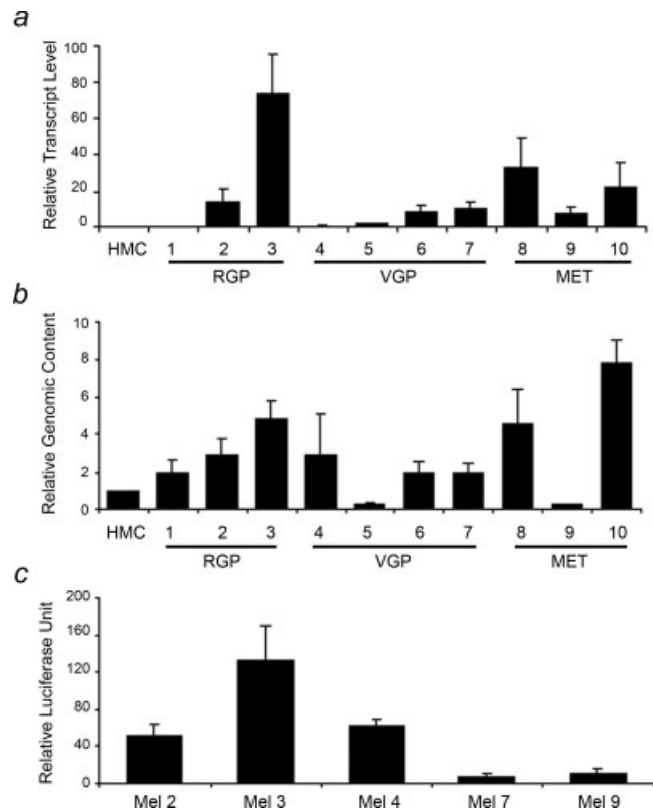 a
Relative Transcript Level
100
80
60
40
20
0
HMC 1 2 3 4 5 6 7 8 9 10
RGP VGP MET
b
Relative Genomic Content
10
8
6
4
2
0
HMC 1 2 3 4 5 6 7 8 9 10
RGP VGP MET
c
Relative Luciferase Unit
200
160
120
80
40
0
Mel 2 Mel 3 Mel 4 Mel 7 Mel 9